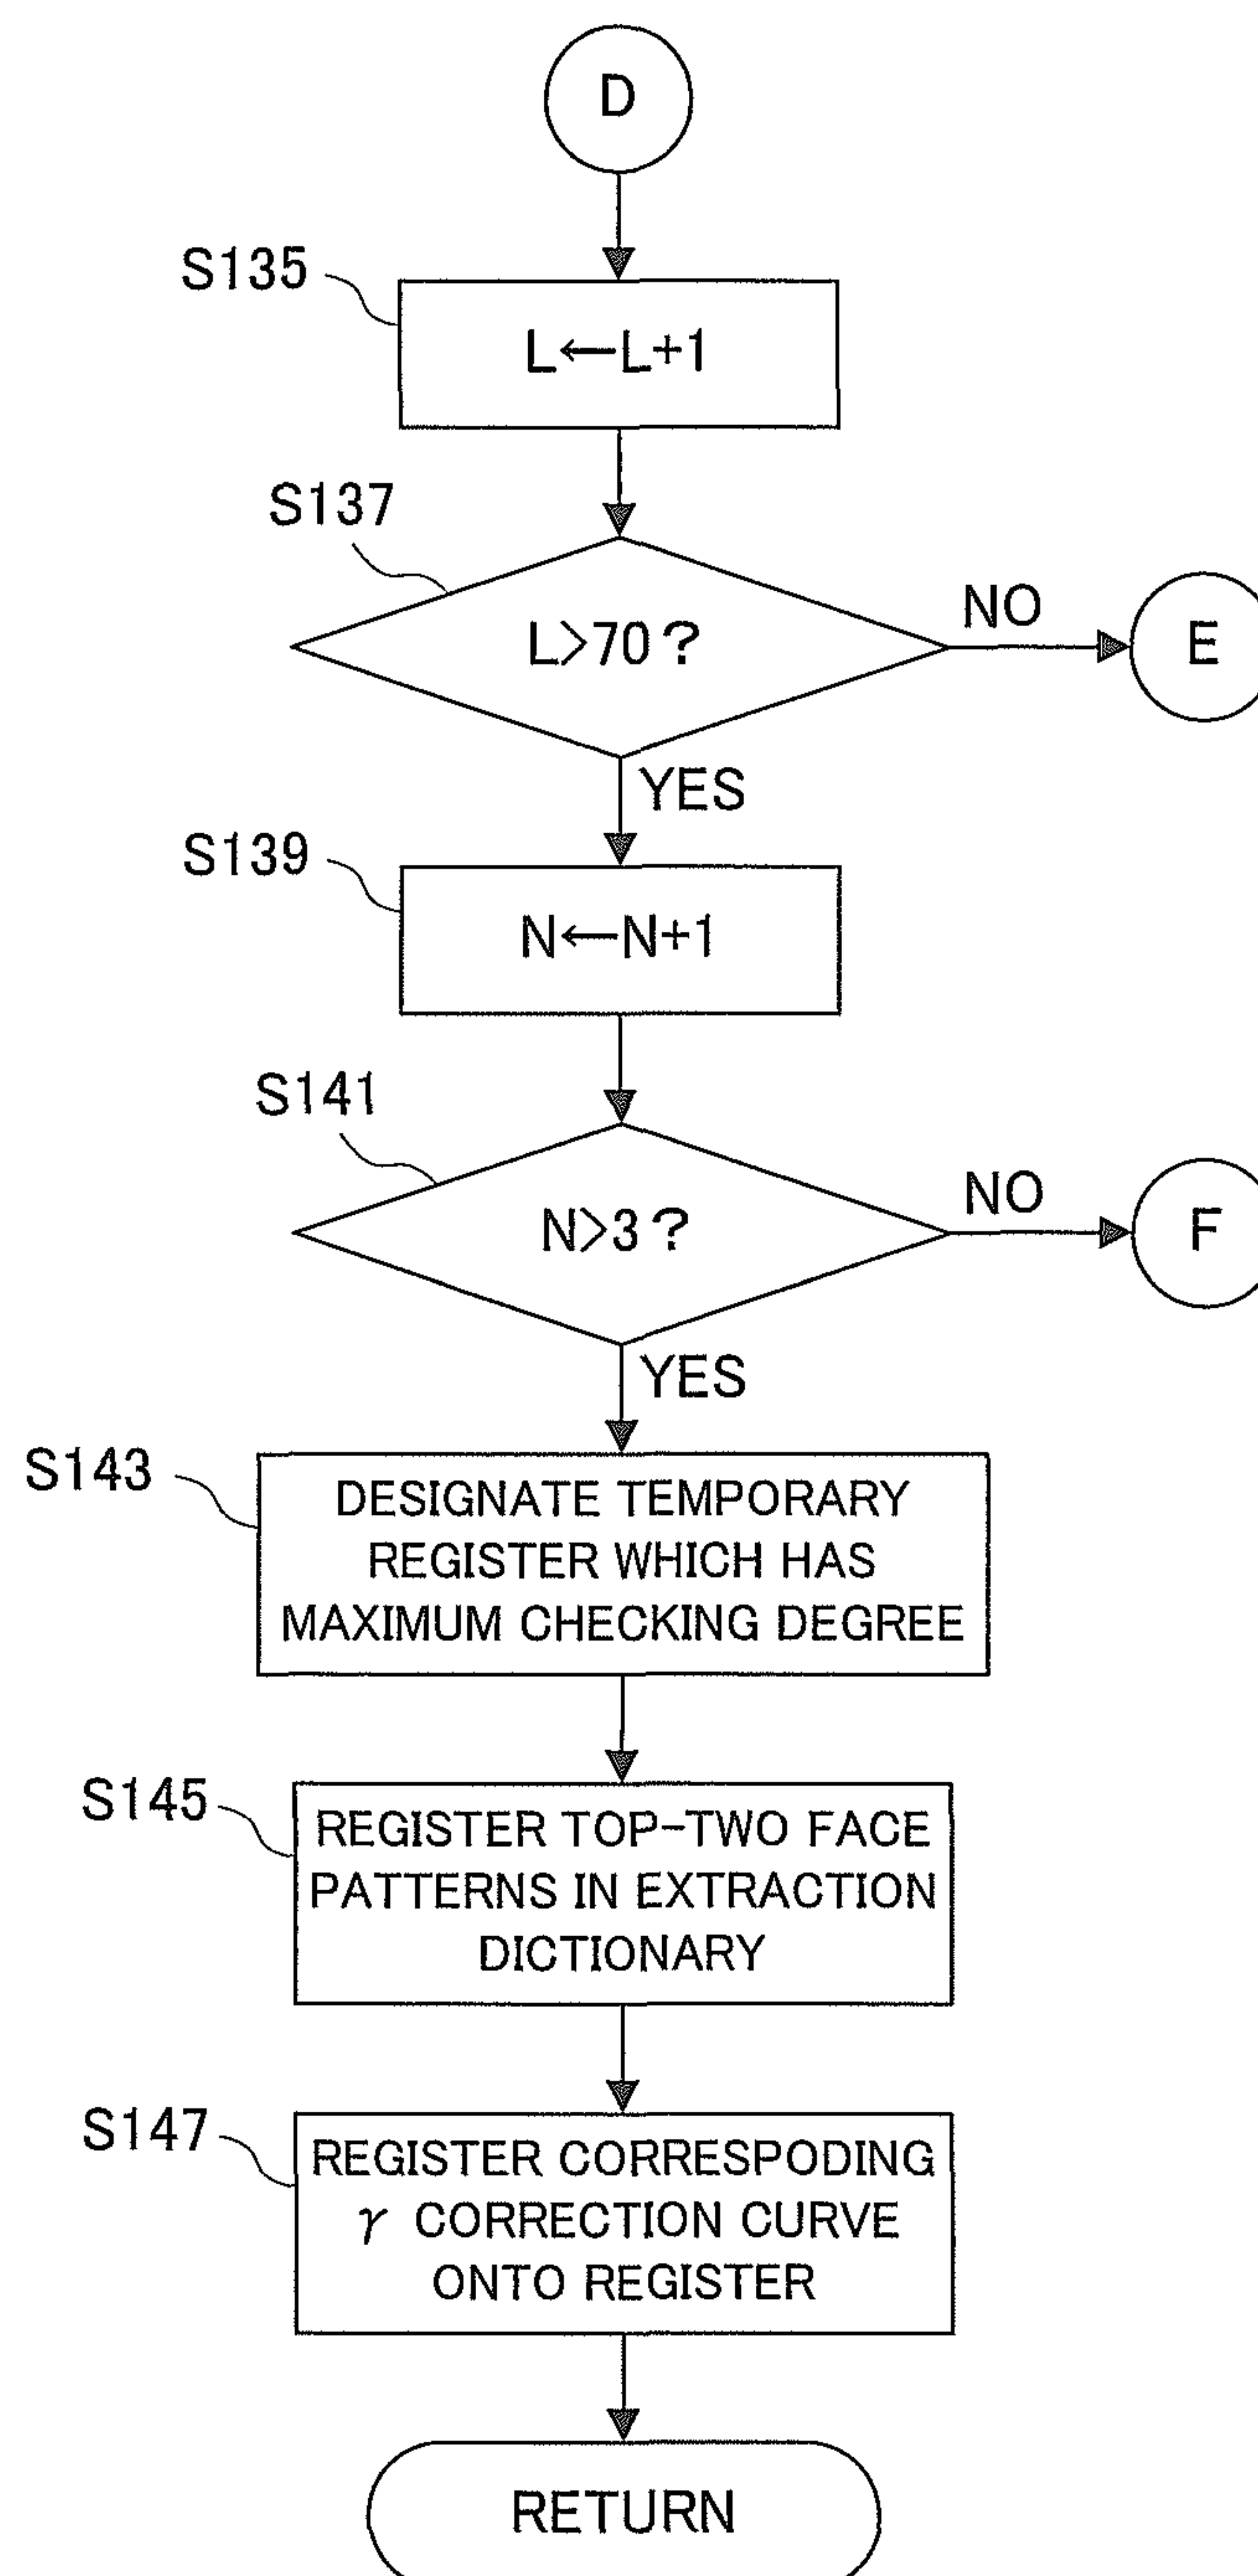 D
S135
L←L+1
S137
L>70?
NO
E
YES
S139
N←N+1
S141
N>3?
NO
F
YES
S143
DESIGNATE TEMPORARY
REGISTER WHICH HAS
MAXIMUM CHECKING DEGREE
S145
REGISTER TOP-TWO FACE
PATTERNS IN EXTRACTION
DICTIONARY
S147
REGISTER CORRESPODING
γ CORRECTION CURVE
ONTO REGISTER
RETURN